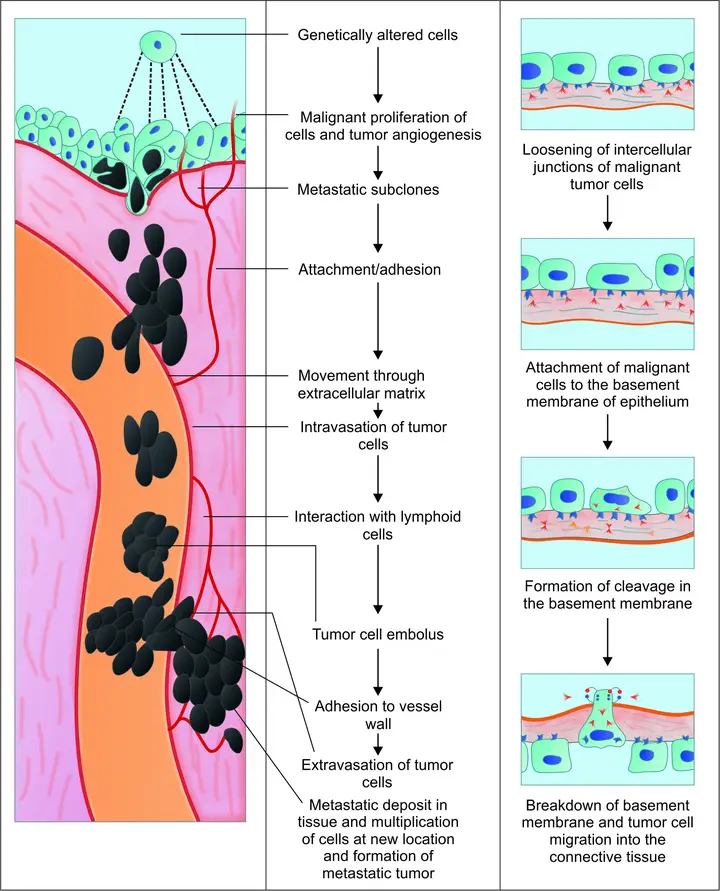 Genetically altered cells
Malignant proliferation of
cells and tumor angiogenesis
Metastatic subclones
Attachment/adhesion
Movement through
extracellular matrix
Intravasation of tumor
cells
Interaction with lymphoid
cells
Tumor cell embolus
Adhesion to vessel
wall
Extravasation of tumor
cells
Metastatic deposit in
tissue and multiplication
of cells at new location
and formation of
metastatic tumor
Loosening of intercellular
junctions of malignant
tumor cells
Attachment of malignant
cells to the basement
membrane of epithelium
Formation of cleavage in
the basement membrane
Breakdown of basement
membrane and tumor cell
migration into the
connective tissue